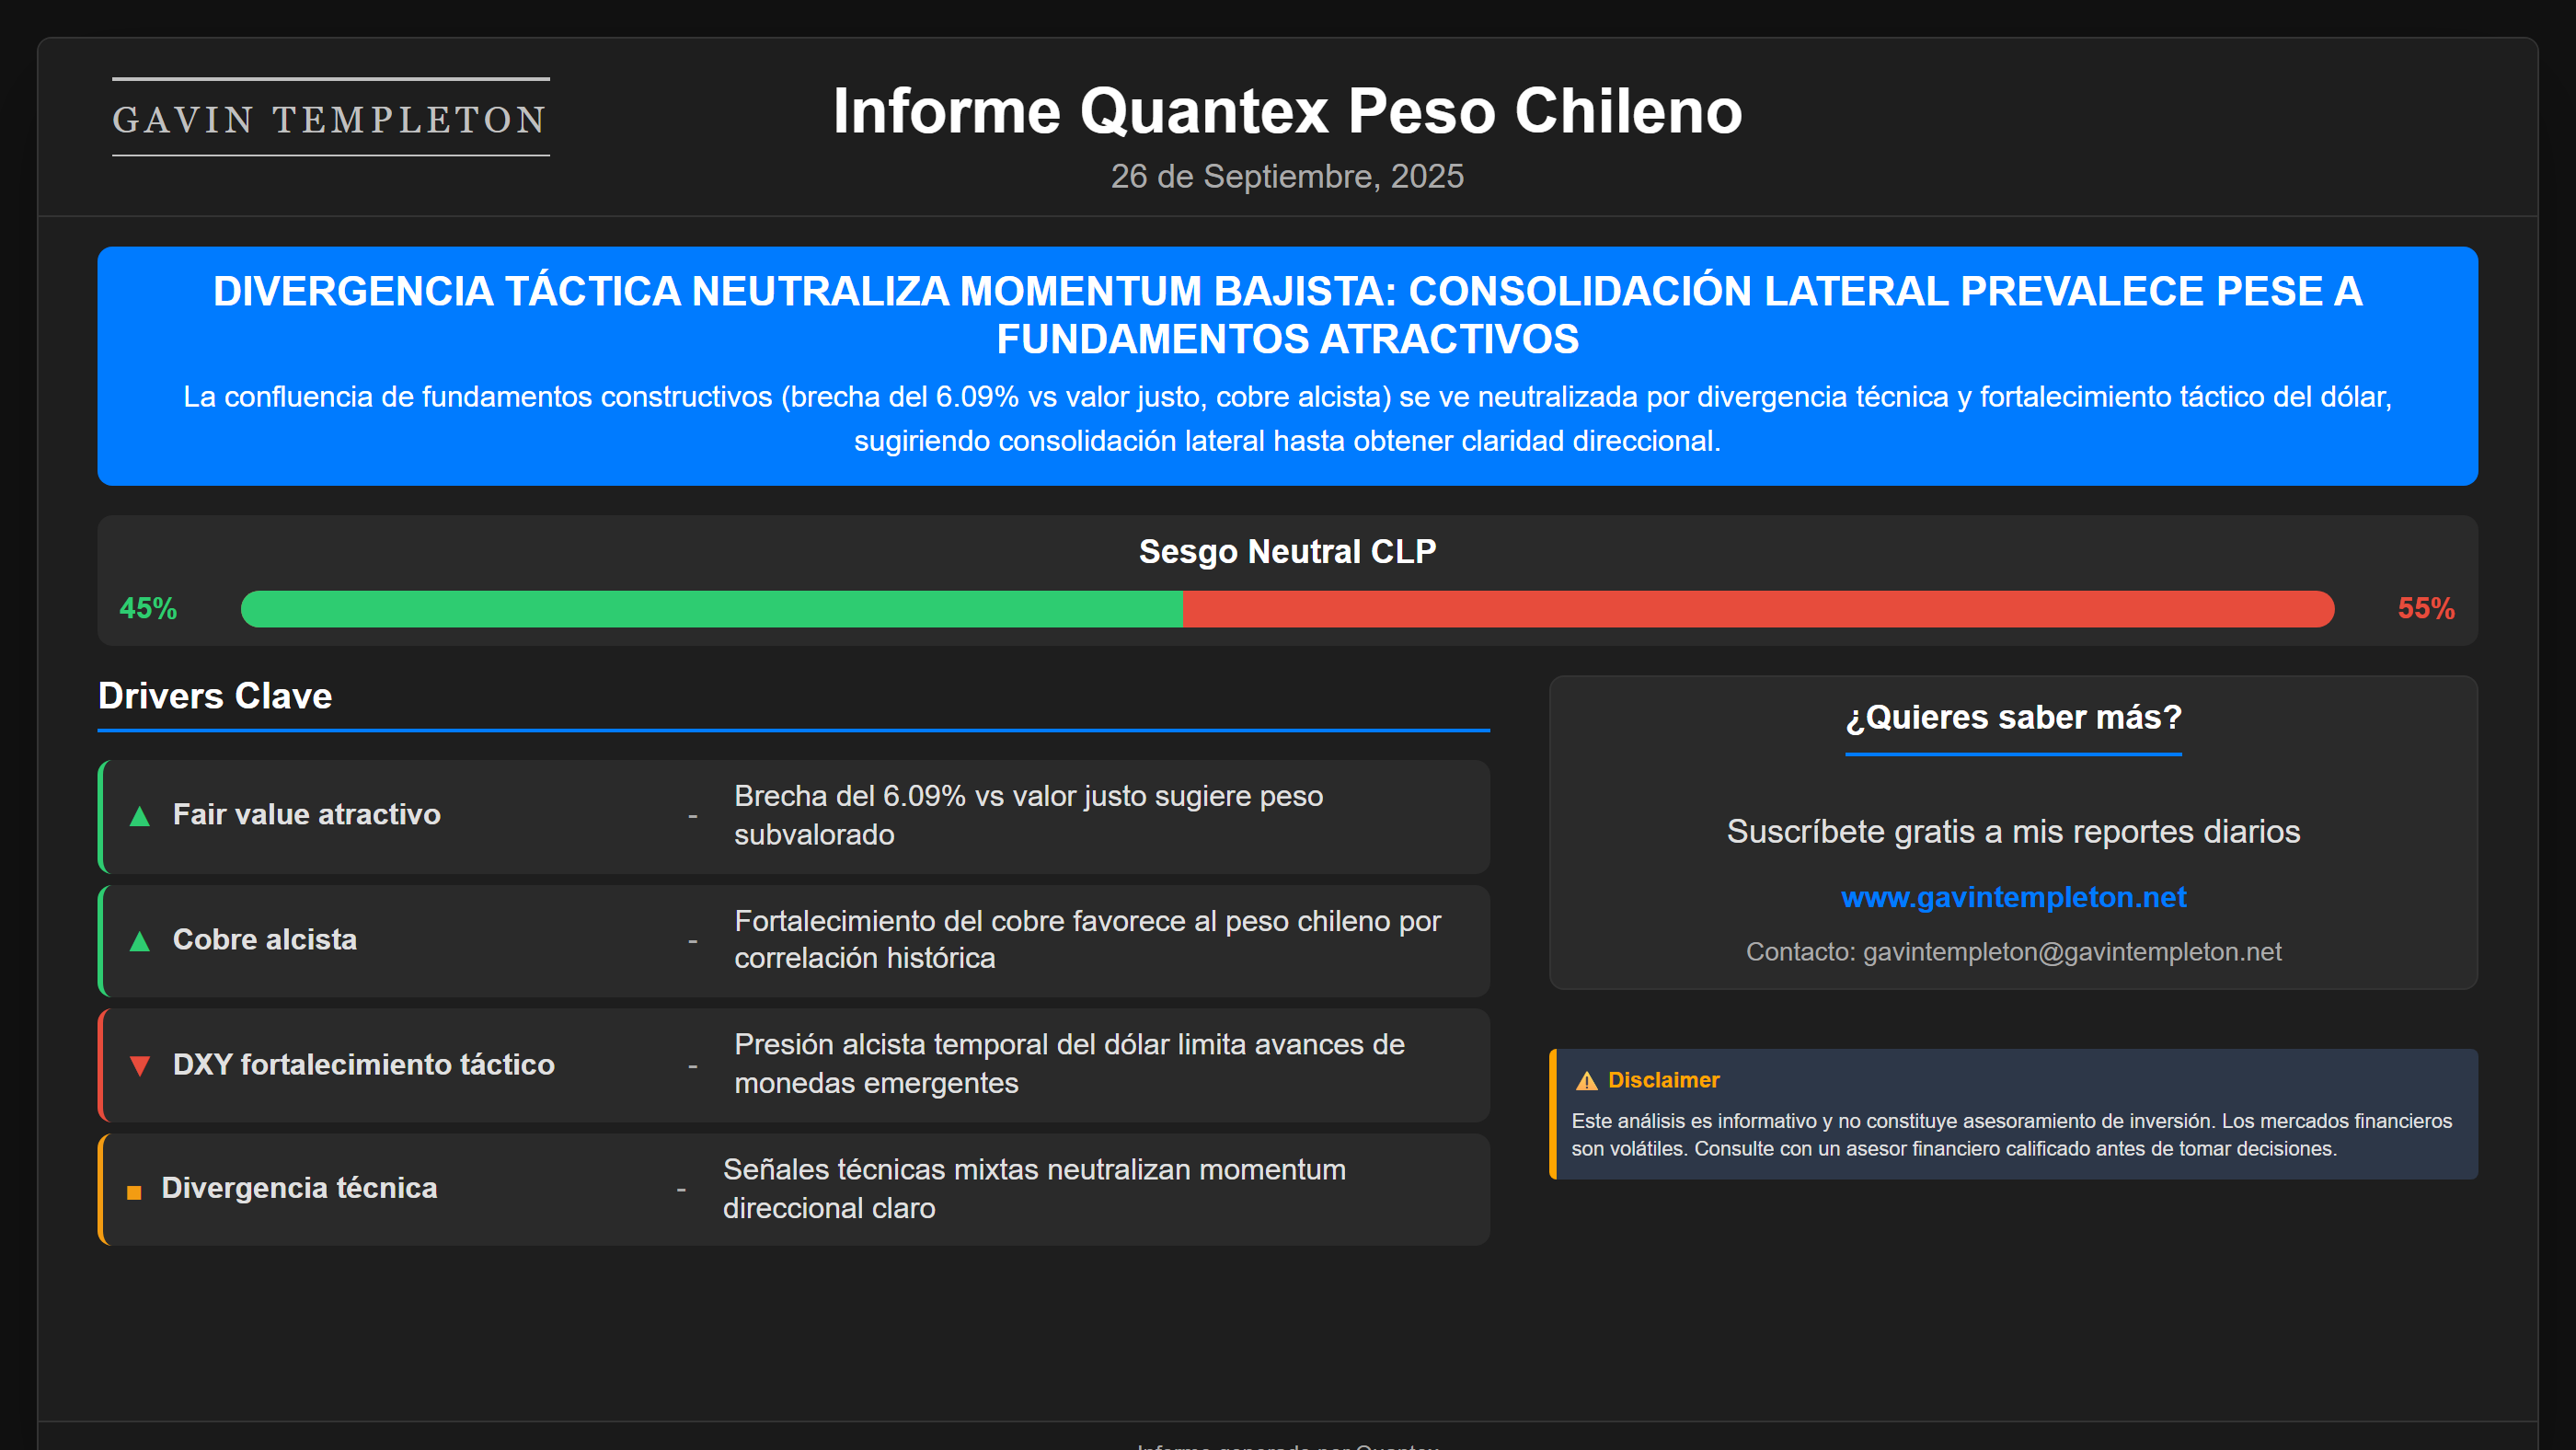 GAVIN TEMPLETON
Informe Quantex Peso Chileno
26 de Septiembre, 2025
DIVERGENCIA TÁCTICA NEUTRALIZA MOMENTUM BAJISTA: CONSOLIDACIÓN LATERAL PREVALECE PESE A
FUNDAMENTOS ATRACTIVOS
La confluencia de fundamentos constructivos (brecha del 6.09% vs valor justo, cobre alcista) se ve neutralizada por divergencia técnica y fortalecimiento táctico del dólar,
sugiriendo consolidación lateral hasta obtener claridad direccional.
Sesgo Neutral CLP
45%
55%
Drivers Clave
▲ Fair value atractivo - Brecha del 6.09% vs valor justo sugiere peso
subvalorado
▲ Cobre alcista - Fortalecimiento del cobre favorece al peso chileno por
correlación histórica
▼ DXY fortalecimiento táctico - Presión alcista temporal del dólar limita avances de
monedas emergentes
■ Divergencia técnica - Señales técnicas mixtas neutralizan momentum
direccional claro
¿Quieres saber más?
Suscríbete gratis a mis reportes diarios
www.gavintempleton.net
Contacto: gavintempleton@gavintempleton.net
⚠ Disclaimer
Este análisis es informativo y no constituye asesoramiento de inversión. Los mercados financieros
son volátiles. Consulte con un asesor financiero calificado antes de tomar decisiones.
Informe generado por Quantex